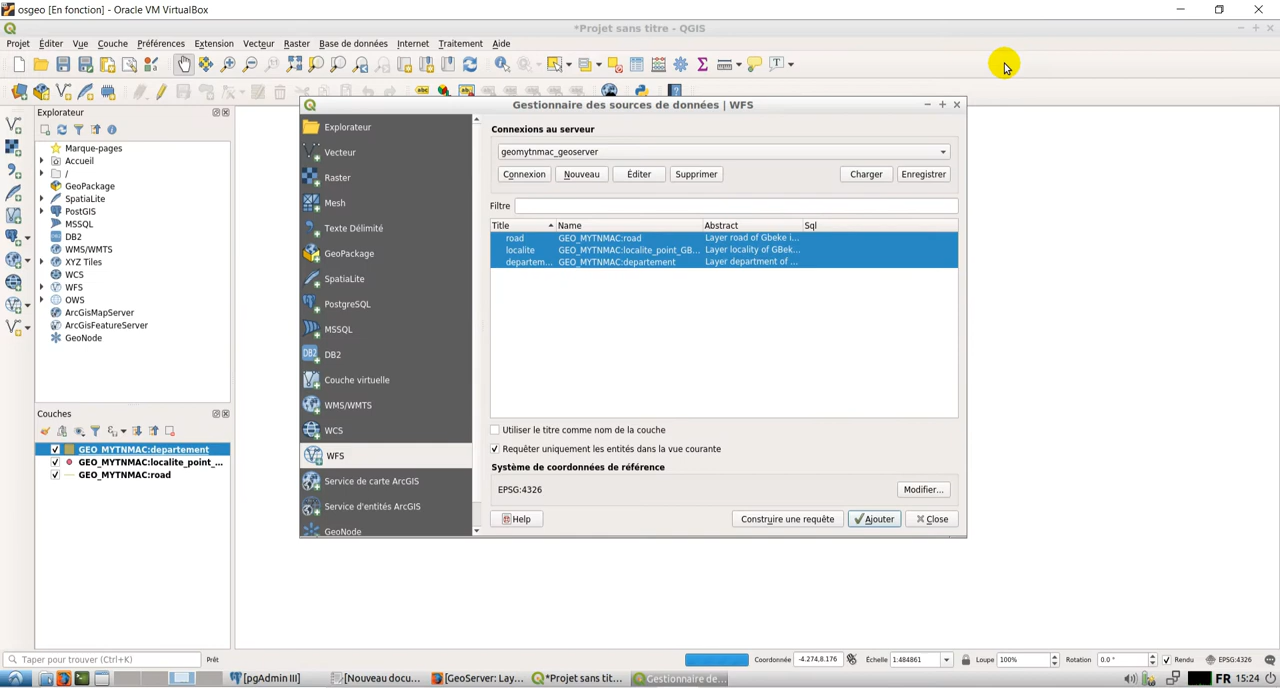 osgeo [En fonction] - Oracle VM VirtualBox
*Projet sans titre - QGIS
Projet Éditer Vue Couche Préférences Extension Vecteur Raster Base de données Internet Traitement Aide
Explorateur
Marque-pages
Accueil
/
GeoPackage
SpatiaLite
PostGIS
MSSQL
DB2
WMS/WMTS
XYZ Tiles
WCS
WFS
OWS
ArcGisMapServer
ArcGisFeatureServer
GeoNode
Couches
GEO_MYTNMAC:departement
GEO_MYTNMAC:localite_point_...
GEO_MYTNMAC:road
Gestionnaire des sources de données | WFS
Explorateur
Vecteur
Raster
Mesh
Texte Délimité
GeoPackage
SpatiaLite
PostgreSQL
MSSQL
DB2
Couche virtuelle
WMS/WMTS
WCS
WFS
Service de carte ArcGIS
Service d'entités ArcGIS
GeoNode
Connexions au serveur
geomytnmac_geoserver
Connexion Nouveau Éditer Supprimer Charger Enregistrer
Filtre
Title Name Abstract Sql
road GEO_MYTNMAC:road Layer road of Gbeke i...
localite GEO_MYTNMAC:localite_point_GB... Layer locality of GBek...
departem... GEO_MYTNMAC:departement Layer department of ...
Utiliser le titre comme nom de la couche
Requêter uniquement les entités dans la vue courante
Système de coordonnées de référence
EPSG:4326 Modifier...
Help Construire une requête Ajouter Close
Taper pour trouver (Ctrl+K) Prêt Coordonnée -4.274,8.176 Échelle 1:484861 Loupe 100% Rotation 0.0 ° Rendu EPSG:4326
[pgAdmin III] [Nouveau docu... [GeoServer: Lay... *Projet sans tit... Gestionnaire de... FR 15:24